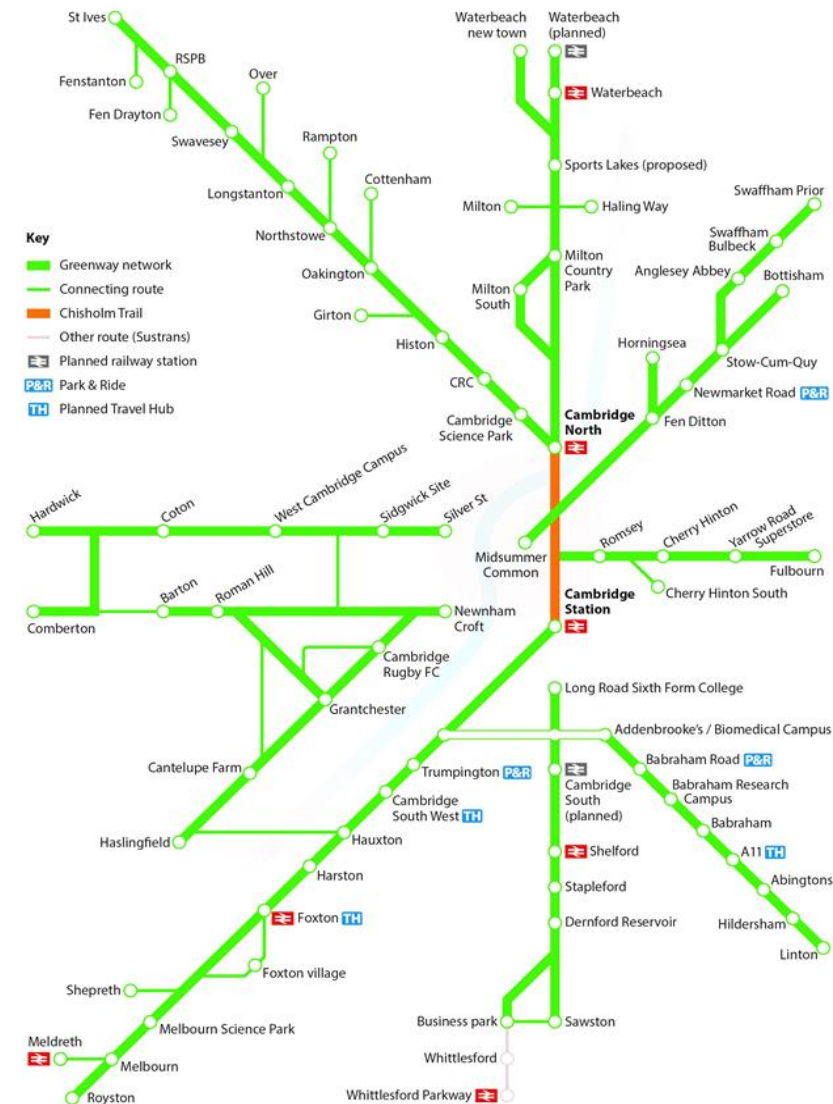 St Ives
RSPB
Fenstanton
Fen Drayton
Over
Swavesey
Rampton
Longstanton
Cottenham
Northstowe
Oakington
Girton
Histon
CRC
Cambridge
Science Park
Waterbeach
new town
Waterbeach
(planned)
Waterbeach
Sports Lakes (proposed)
Milton
Haling Way
Milton
Country
Park
Milton
South
Swaffham Prior
Swaffham
Bulbeck
Anglesey Abbey
Bottisham
Horningsea
Stow-Cum-Quy
Newmarket Road P&R
Fen Ditton
Cambridge
North
Key
Greenway network
Connecting route
Chisholm Trail
Other route (Sustrans)
Planned railway station
P&R Park & Ride
TH Planned Travel Hub
Hardwick
Coton
West Cambridge Campus
Sidgwick Site
Silver St
Midsummer
Common
Romsey
Cherry Hinton
Yarrow Road
Superstore
Fulbourn
Cherry Hinton South
Comberton
Barton
Roman Hill
Newnham
Croft
Cambridge
Station
Cambridge
Rugby FC
Grantchester
Cantelupe Farm
Haslingfield
Long Road Sixth Form College
Addenbrooke's / Biomedical Campus
Trumpington P&R
Cambridge
South West TH
Hauxton
Harston
Foxton TH
Foxton village
Shepreth
Melbourn Science Park
Meldreth
Melbourn
Royston
Cambridge
South
(planned)
Shelford
Stapleford
Dernford Reservoir
Business park
Sawston
Whittlesford
Whittlesford Parkway
Babraham Road P&R
Babraham Research
Campus
Babraham
A11 TH
Abingtons
Hildersham
Linton